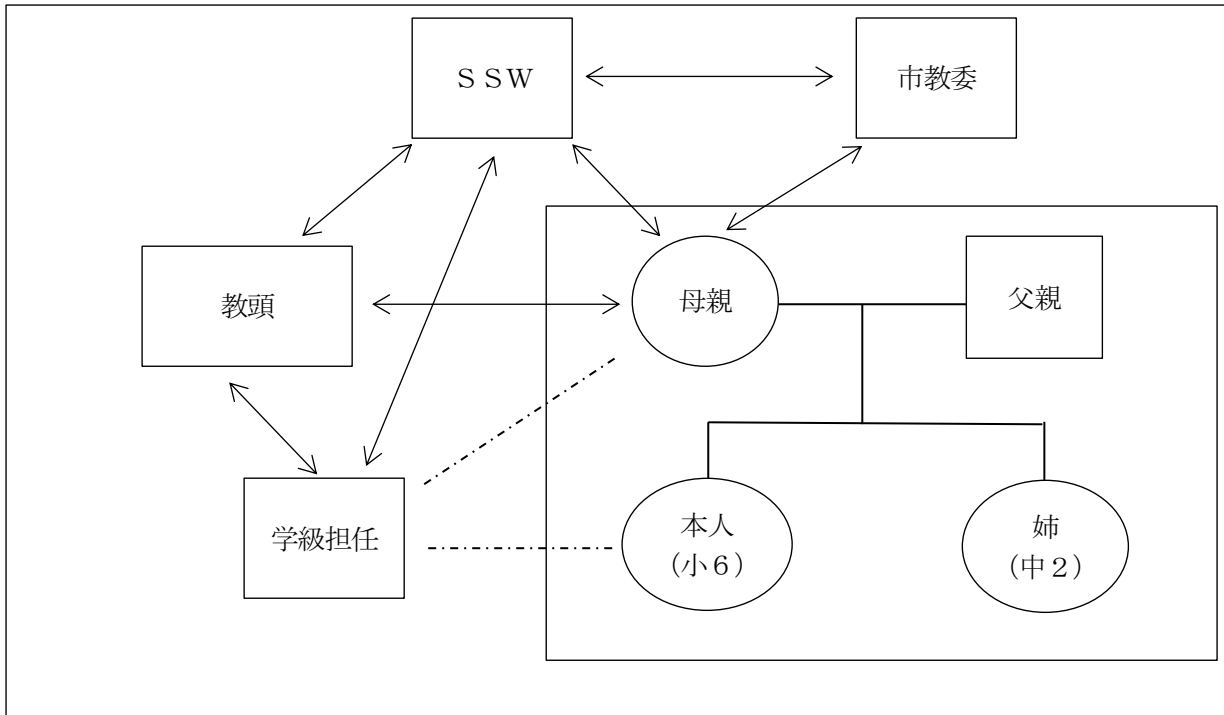 ＳＳＷ
市教委
教頭
母親
父親
学級担任
本人
（小６）
姉
（中２）